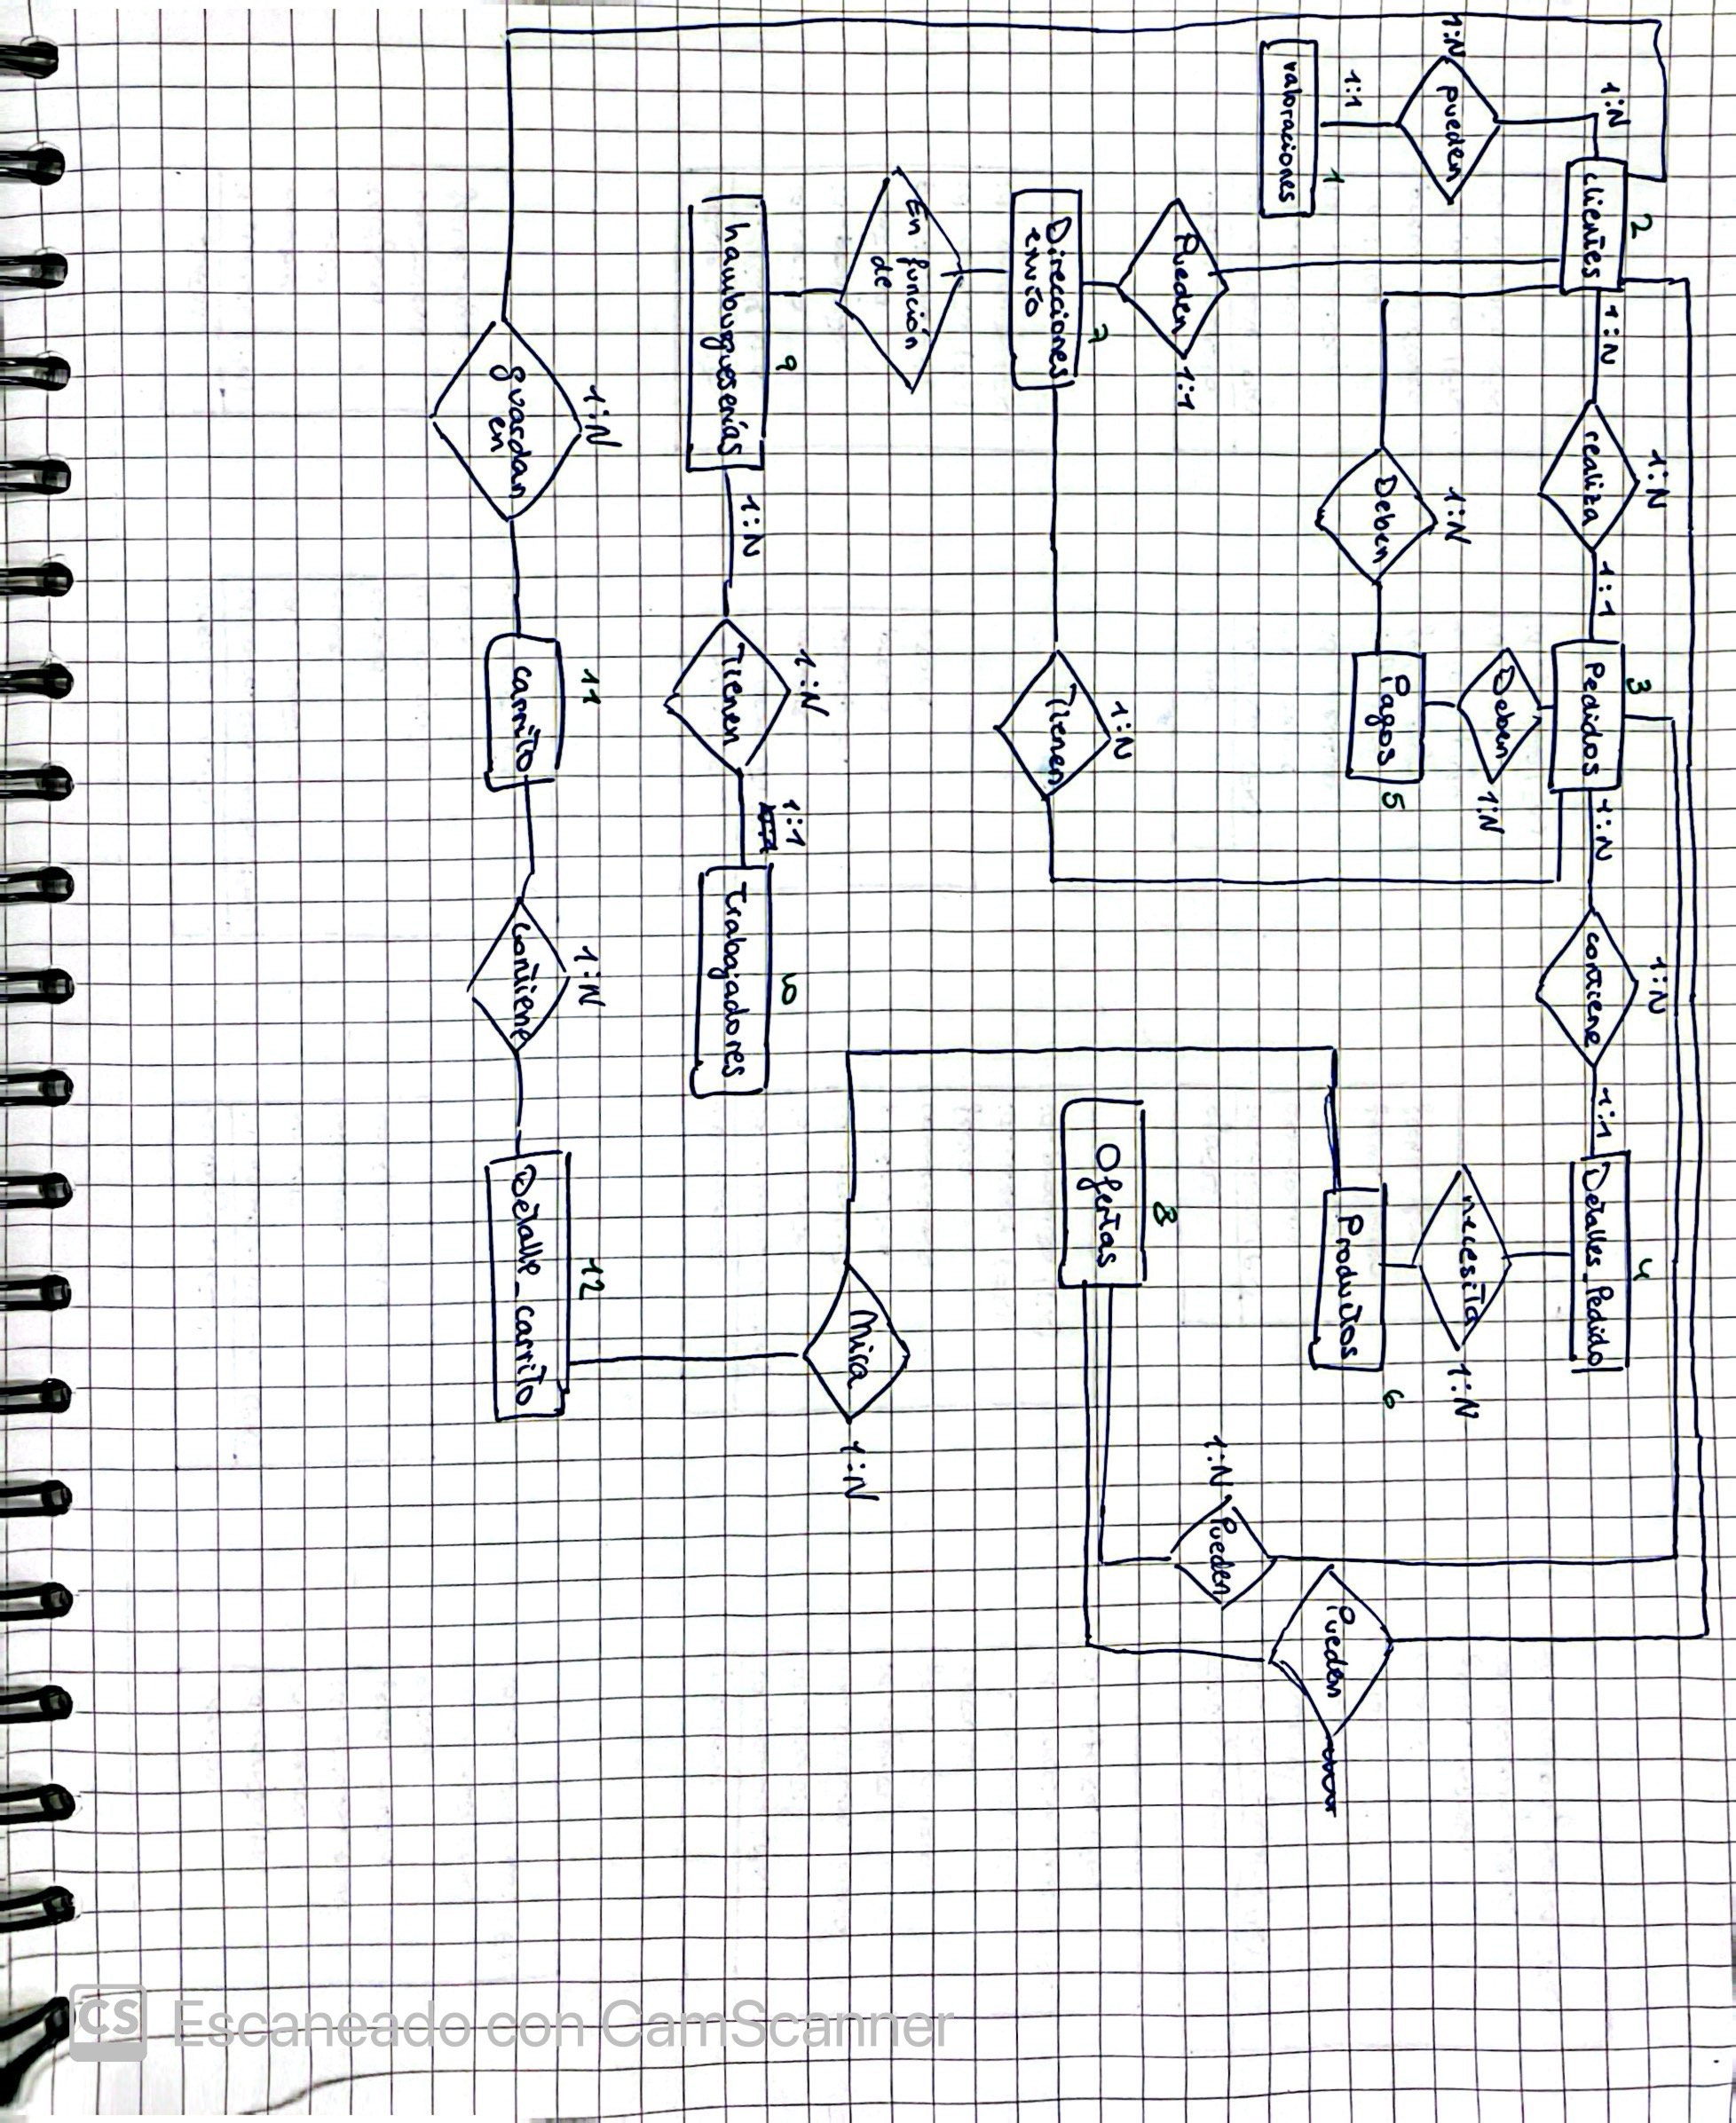 1:N
1:N
2
3
4
1:N
clientes
1:N
realiza
1:1
Pedidos
1:N
contiene
1:1
Detalles_Pedido
Deben
1:N
necesita
1:N
1:N
pueden
1:N
Deben
Pagos
5
6
Productos
Pueden
1:1
1
valoraciones
1:N
Pueden
Pueden
1:1
8
Ofertas
1:N
7
Direcciones
envío
Tienen
En función
de
Mira
1:N
1:N
1:1
9
10
hamburgueserías
1:N
Tienen
trabajadores
1:N
11
1:N
12
guardan
en
carrito
contiene
Detalle_carrito
CS Escaneado con CamScanner